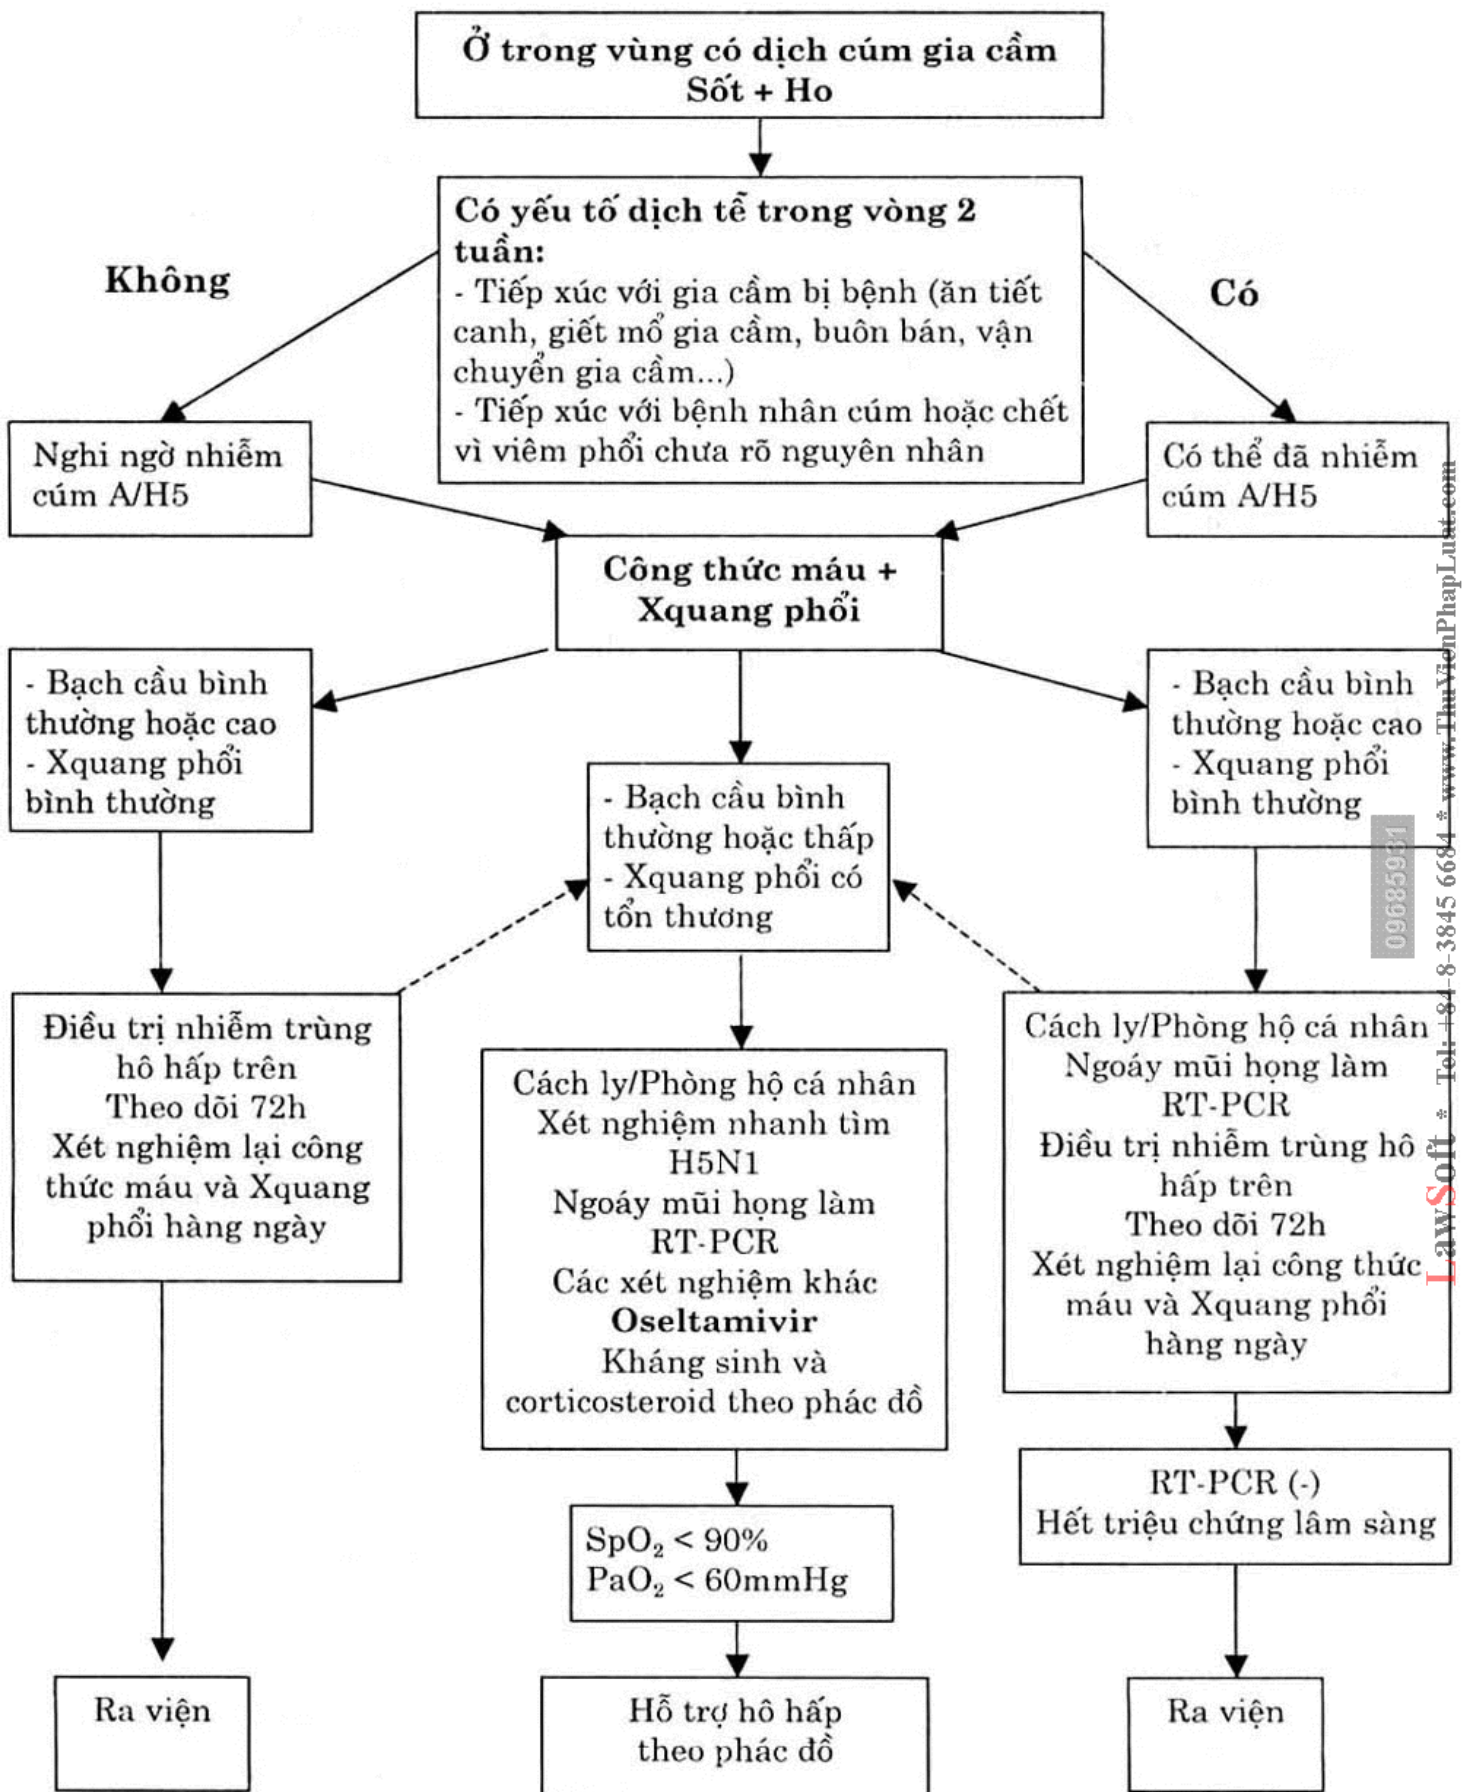 Ở trong vùng có dịch cúm gia cầm
Sốt + Ho
Có yếu tố dịch tễ trong vòng 2
tuần:
- Tiếp xúc với gia cầm bị bệnh (ăn tiết
canh, giết mổ gia cầm, buôn bán, vận
chuyển gia cầm...)
- Tiếp xúc với bệnh nhân cúm hoặc chết
vì viêm phổi chưa rõ nguyên nhân
Không
Có
Nghi ngờ nhiễm
cúm A/H5
Có thể đã nhiễm
cúm A/H5
Công thức máu +
Xquang phổi
- Bạch cầu bình
thường hoặc cao
- Xquang phổi
bình thường
- Bạch cầu bình
thường hoặc thấp
- Xquang phổi có
tổn thương
- Bạch cầu bình
thường hoặc cao
- Xquang phổi
bình thường
Điều trị nhiễm trùng
hô hấp trên
Theo dõi 72h
Xét nghiệm lại công
thức máu và Xquang
phổi hàng ngày
Cách ly/Phòng hộ cá nhân
Xét nghiệm nhanh tìm
H5N1
Ngoáy mũi họng làm
RT-PCR
Các xét nghiệm khác
Oseltamivir
Kháng sinh và
corticosteroid theo phác đồ
Cách ly/Phòng hộ cá nhân
Ngoáy mũi họng làm
RT-PCR
Điều trị nhiễm trùng hô
hấp trên
Theo dõi 72h
Xét nghiệm lại công thức
máu và Xquang phổi
hàng ngày
SpO₂ < 90%
PaO₂ < 60mmHg
RT-PCR (-)
Hết triệu chứng lâm sàng
Ra viện
Hỗ trợ hô hấp
theo phác đồ
Ra viện
09685931
LawSoft * Tel: +84-8-3845 6684 * www.ThuVienPhapLuat.com